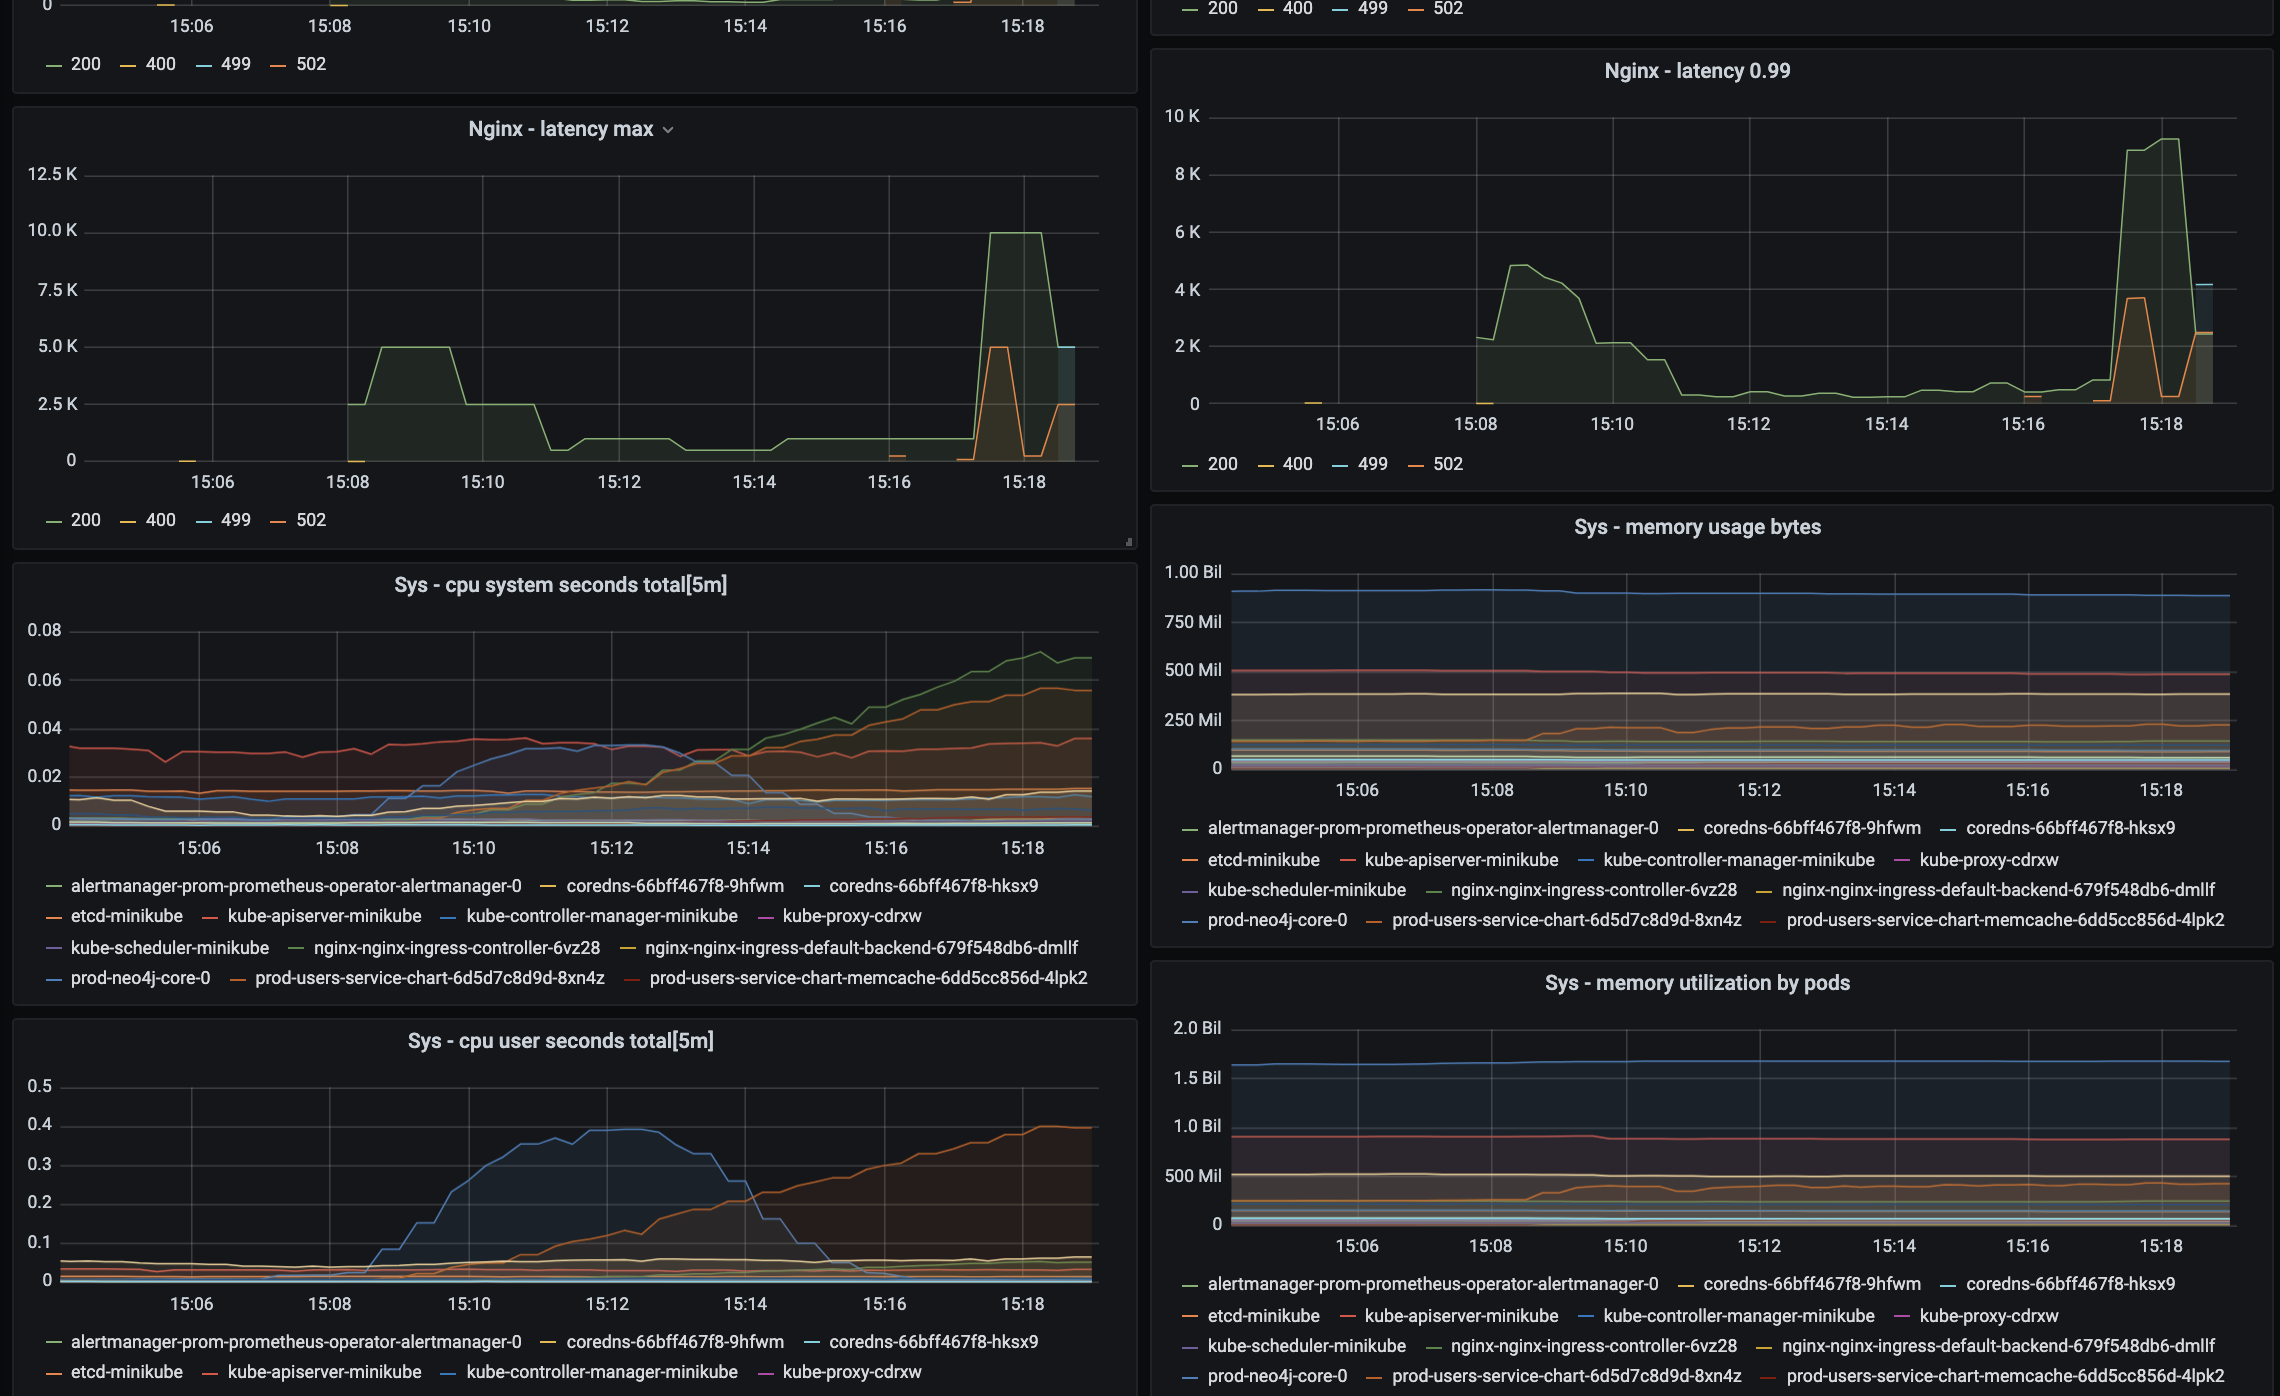 0
15:06 15:08 15:10 15:12 15:14 15:16 15:18
200 400 499 502
Nginx - latency max
12.5 K
10.0 K
7.5 K
5.0 K
2.5 K
0
15:06 15:08 15:10 15:12 15:14 15:16 15:18
200 400 499 502
Sys - cpu system seconds total[5m]
0.08
0.06
0.04
0.02
0
15:06 15:08 15:10 15:12 15:14 15:16 15:18
alertmanager-prom-prometheus-operator-alertmanager-0 coredns-66bff467f8-9hfwm coredns-66bff467f8-hksx9
etcd-minikube kube-apiserver-minikube kube-controller-manager-minikube kube-proxy-cdrxw
kube-scheduler-minikube nginx-nginx-ingress-controller-6vz28 nginx-nginx-ingress-default-backend-679f548db6-dmllf
prod-neo4j-core-0 prod-users-service-chart-6d5d7c8d9d-8xn4z prod-users-service-chart-memcache-6dd5cc856d-4lpk2
Sys - cpu user seconds total[5m]
0.5
0.4
0.3
0.2
0.1
0
15:06 15:08 15:10 15:12 15:14 15:16 15:18
alertmanager-prom-prometheus-operator-alertmanager-0 coredns-66bff467f8-9hfwm coredns-66bff467f8-hksx9
etcd-minikube kube-apiserver-minikube kube-controller-manager-minikube kube-proxy-cdrxw
200 400 499 502
Nginx - latency 0.99
10 K
8 K
6 K
4 K
2 K
0
15:06 15:08 15:10 15:12 15:14 15:16 15:18
200 400 499 502
Sys - memory usage bytes
1.00 Bil
750 Mil
500 Mil
250 Mil
0
15:06 15:08 15:10 15:12 15:14 15:16 15:18
alertmanager-prom-prometheus-operator-alertmanager-0 coredns-66bff467f8-9hfwm coredns-66bff467f8-hksx9
etcd-minikube kube-apiserver-minikube kube-controller-manager-minikube kube-proxy-cdrxw
kube-scheduler-minikube nginx-nginx-ingress-controller-6vz28 nginx-nginx-ingress-default-backend-679f548db6-dmllf
prod-neo4j-core-0 prod-users-service-chart-6d5d7c8d9d-8xn4z prod-users-service-chart-memcache-6dd5cc856d-4lpk2
Sys - memory utilization by pods
2.0 Bil
1.5 Bil
1.0 Bil
500 Mil
0
15:06 15:08 15:10 15:12 15:14 15:16 15:18
alertmanager-prom-prometheus-operator-alertmanager-0 coredns-66bff467f8-9hfwm coredns-66bff467f8-hksx9
etcd-minikube kube-apiserver-minikube kube-controller-manager-minikube kube-proxy-cdrxw
kube-scheduler-minikube nginx-nginx-ingress-controller-6vz28 nginx-nginx-ingress-default-backend-679f548db6-dmllf
prod-neo4j-core-0 prod-users-service-chart-6d5d7c8d9d-8xn4z prod-users-service-chart-memcache-6dd5cc856d-4lpk2